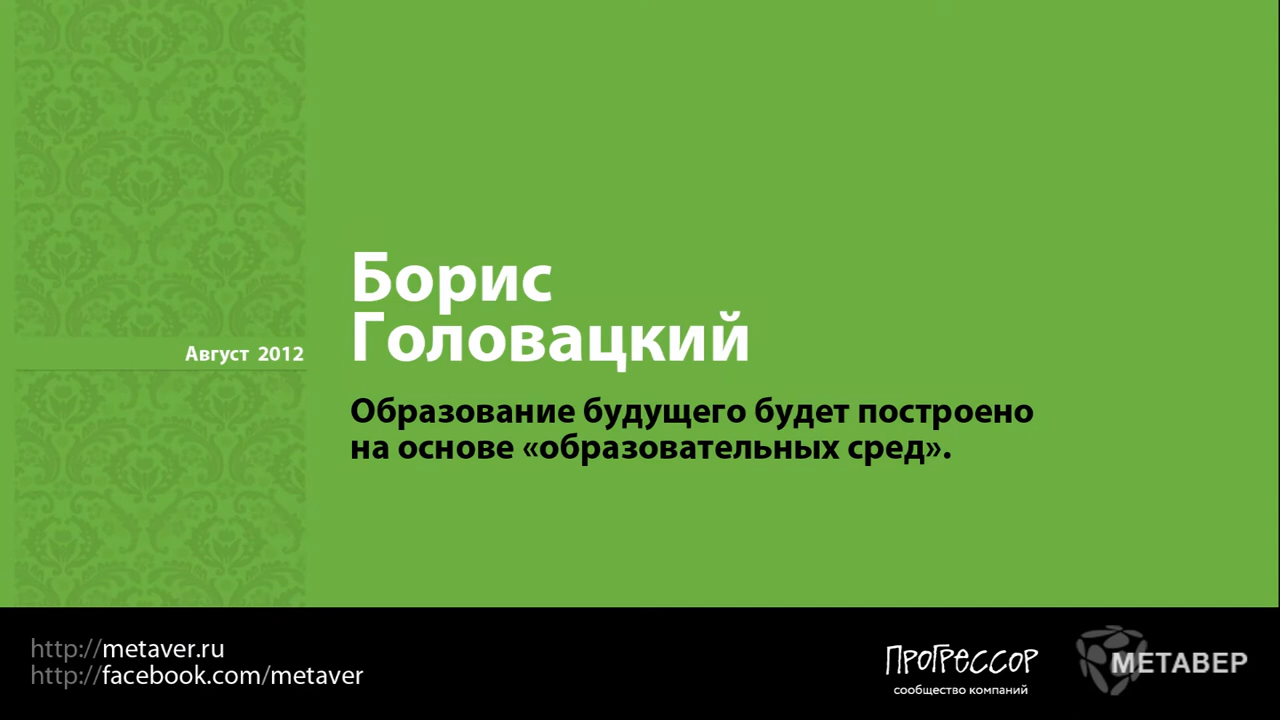 Август 2012
Борис
Головацкий
Образование будущего будет построено
на основе «образовательных сред».
http://metaver.ru
http://facebook.com/metaver
ПРОГРЕССОР
сообщество компаний
МЕТАВЕР